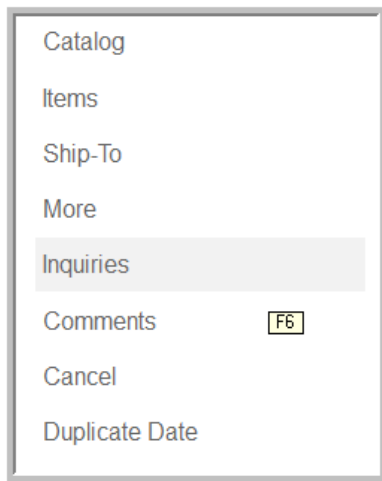 Catalog
Items
Ship-To
More
Inquiries
Comments F6
Cancel
Duplicate Date